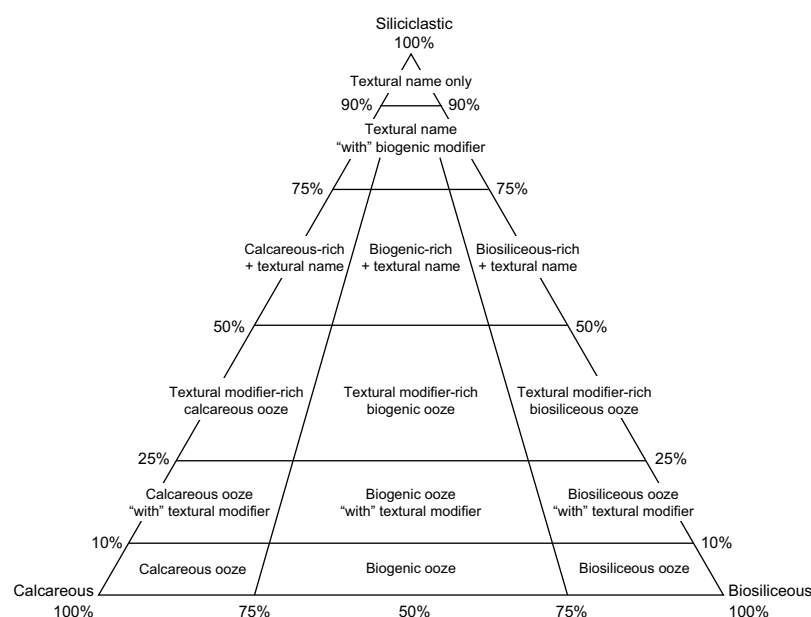 Siliciclastic
100%
Textural name only
90%
90%
Textural name
“with” biogenic modifier
75%
75%
Calcareous-rich
+ textural name
Biogenic-rich
+ textural name
Biosiliceous-rich
+ textural name
50%
50%
Textural modifier-rich
calcareous ooze
Textural modifier-rich
biogenic ooze
Textural modifier-rich
biosiliceous ooze
25%
25%
Calcareous ooze
“with” textural modifier
Biogenic ooze
“with” textural modifier
Biosiliceous ooze
“with” textural modifier
10%
10%
Calcareous ooze
Biogenic ooze
Biosiliceous ooze
Calcareous
100%
75%
50%
75%
Biosiliceous
100%